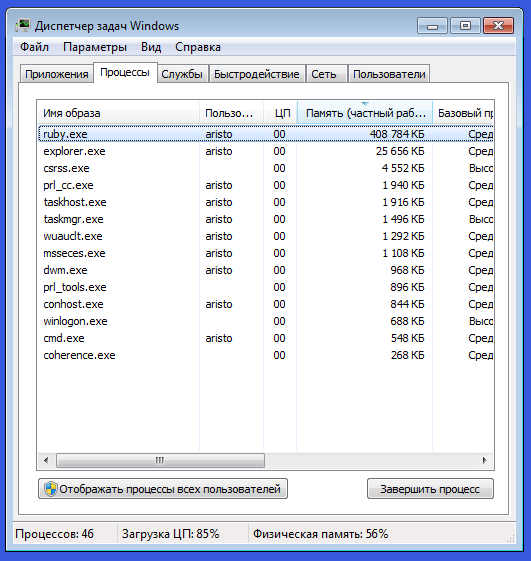 Диспетчер задач Windows
Файл Параметры Вид Справка
Приложения Процессы Службы Быстродействие Сеть Пользователи
Имя образа Пользо... ЦП Память (частный раб... Базовый пр
ruby.exe aristo 00 408 784 КБ Сред
explorer.exe aristo 00 25 656 КБ Сред
csrss.exe 00 4 552 КБ Высо
prl_cc.exe aristo 00 1 940 КБ Сред
taskhost.exe aristo 00 1 916 КБ Сред
taskmgr.exe aristo 00 1 496 КБ Высо
wuauclt.exe aristo 00 1 292 КБ Сред
msseces.exe aristo 00 1 108 КБ Сред
dwm.exe aristo 00 968 КБ Сред
prl_tools.exe 00 896 КБ Сред
conhost.exe aristo 00 844 КБ Сред
winlogon.exe 00 688 КБ Высо
cmd.exe aristo 00 548 КБ Сред
coherence.exe 00 268 КБ Сред
Отображать процессы всех пользователей Завершить процесс
Процессов: 46 Загрузка ЦП: 85% Физическая память: 56%